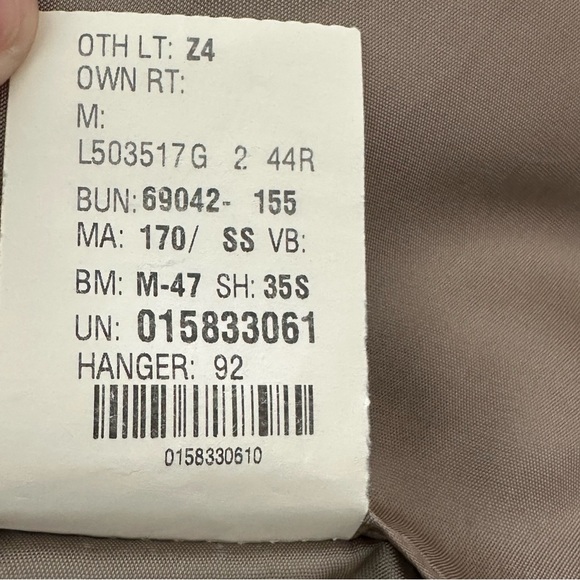 OTH LT: Z4
OWN RT:
M:
L503517G 2 44R
BUN: 69042- 155
MA: 170/ SS VB:
BM: M-47 SH: 35S
UN: 015833061
HANGER: 92
0158330610